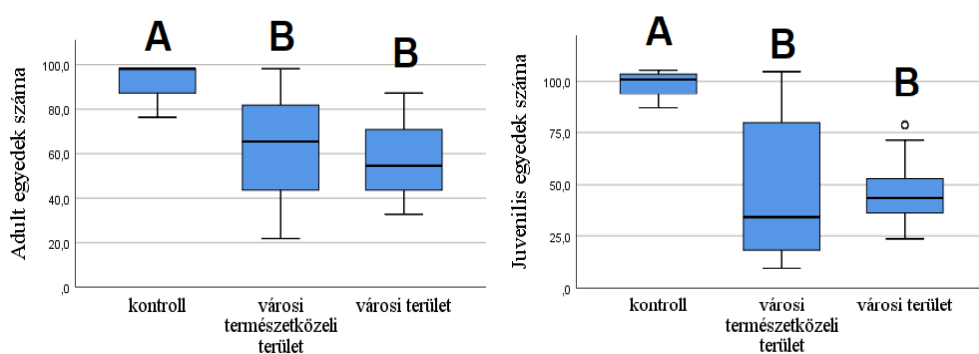 Adult egyedek száma
100,0
80,0
60,0
40,0
20,0
,0
A
B
B
kontroll
városi
természetközeli
terület
városi terület
Juvenilis egyedek száma
100,0
75,0
50,0
25,0
,0
A
B
B
kontroll
városi
természetközeli
terület
városi terület